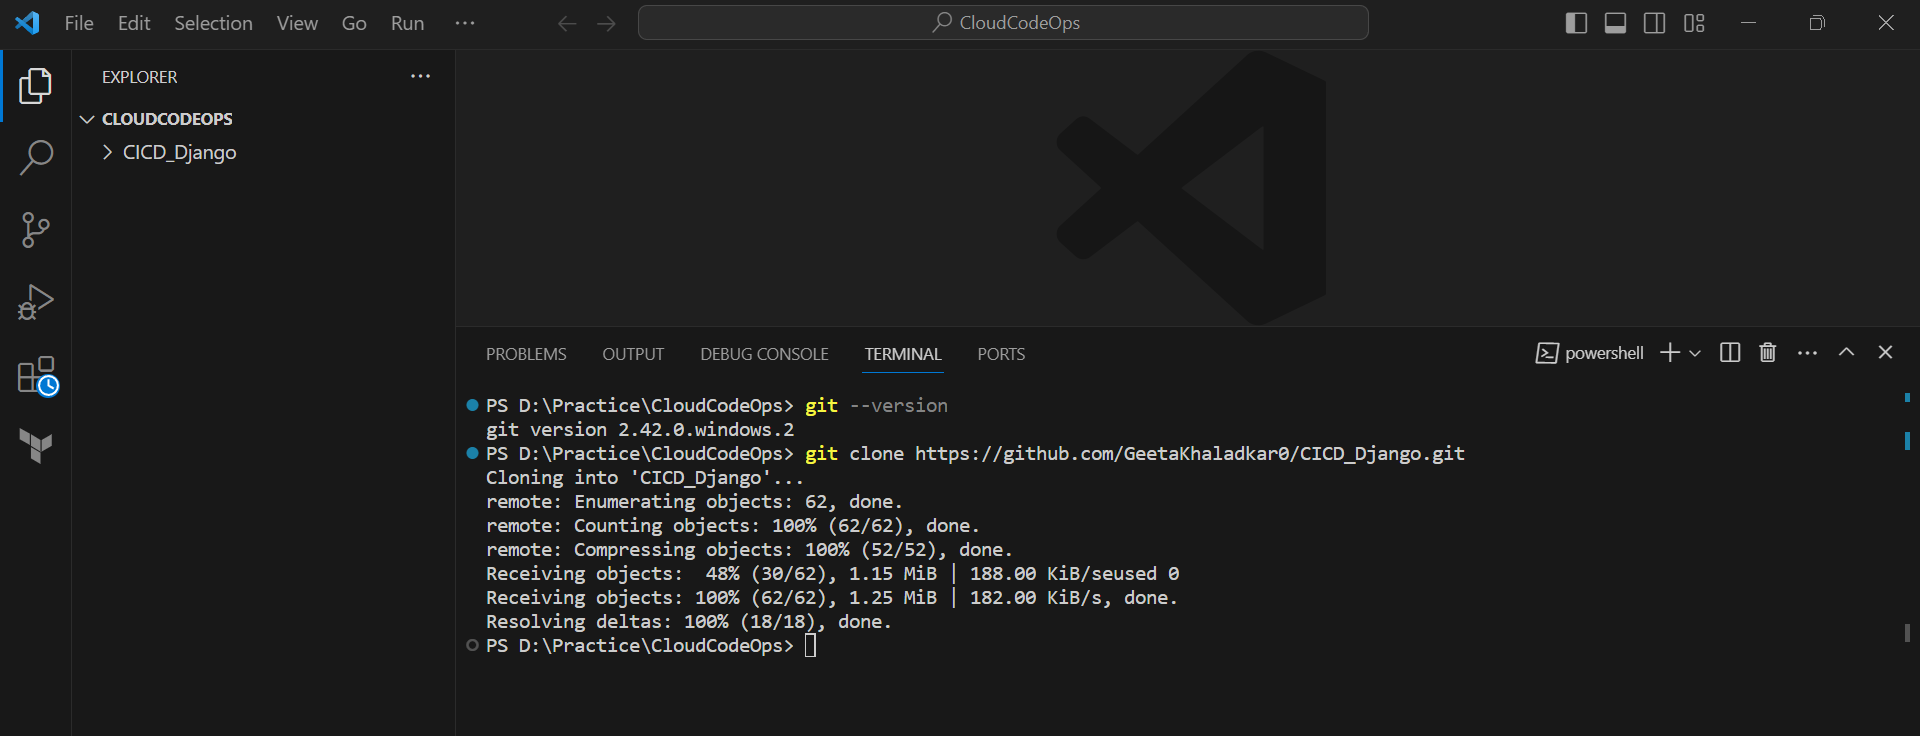 File Edit Selection View Go Run ···
CloudCodeOps
EXPLORER ···
CLOUDCODEOPS
CICD_Django
PROBLEMS OUTPUT DEBUG CONSOLE TERMINAL PORTS
powershell
PS D:\Practice\CloudCodeOps> git --version
git version 2.42.0.windows.2
PS D:\Practice\CloudCodeOps> git clone https://github.com/GeetaKhaladkar0/CICD_Django.git
Cloning into 'CICD_Django'...
remote: Enumerating objects: 62, done.
remote: Counting objects: 100% (62/62), done.
remote: Compressing objects: 100% (52/52), done.
Receiving objects:  48% (30/62), 1.15 MiB | 188.00 KiB/seused 0
Receiving objects: 100% (62/62), 1.25 MiB | 182.00 KiB/s, done.
Resolving deltas: 100% (18/18), done.
PS D:\Practice\CloudCodeOps>